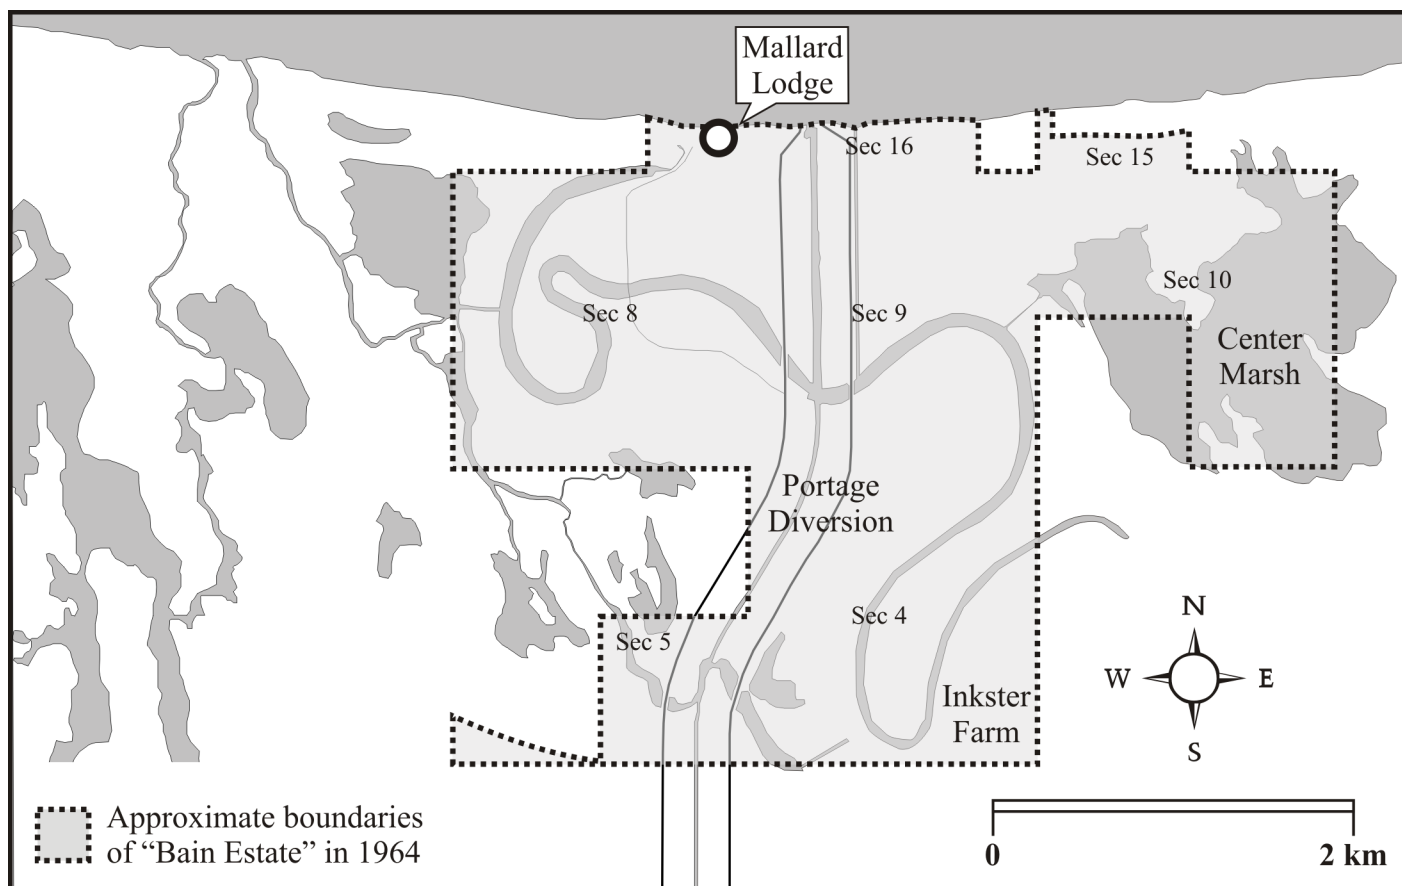 Mallard
Lodge
Sec 16
Sec 15
Sec 10
Sec 8
Sec 9
Center
Marsh
Portage
Diversion
Sec 4
Sec 5
Inkster
Farm
N
W
E
S
Approximate boundaries
of “Bain Estate” in 1964
0
2 km